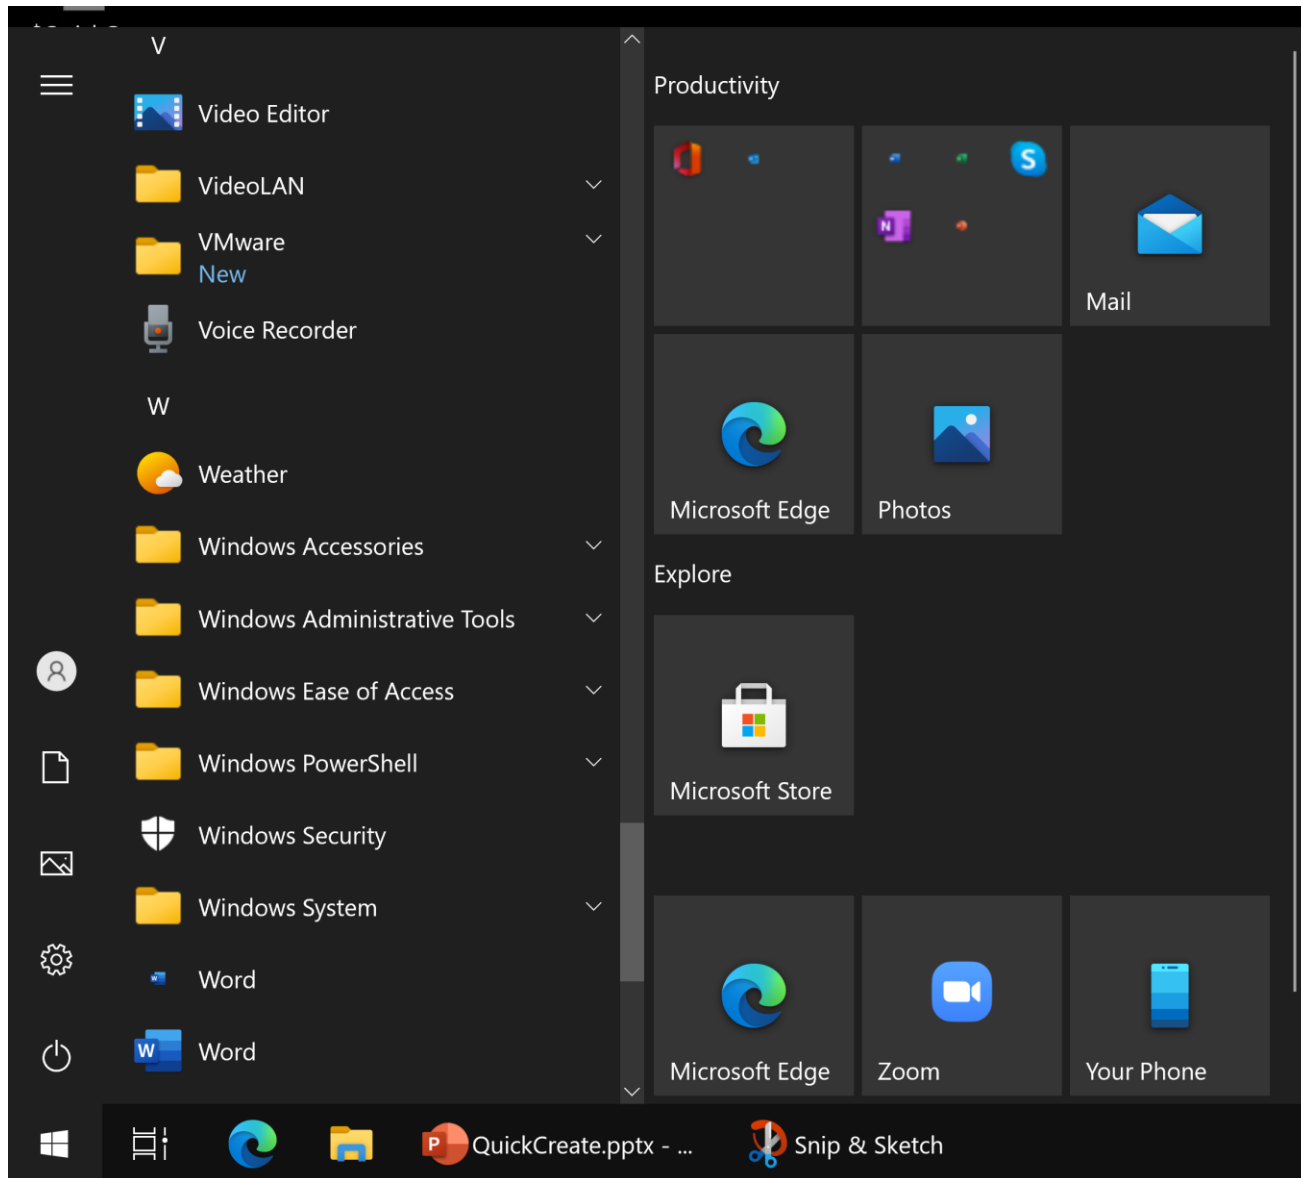 V
Video Editor
VideoLAN
VMware
New
Voice Recorder
W
Weather
Windows Accessories
Windows Administrative Tools
Windows Ease of Access
Windows PowerShell
Windows Security
Windows System
W
Word
W
Word
Productivity
S
N
Mail
Microsoft Edge
Photos
Explore
Microsoft Store
Microsoft Edge
Zoom
Your Phone
P
QuickCreate.pptx - ...
Snip & Sketch